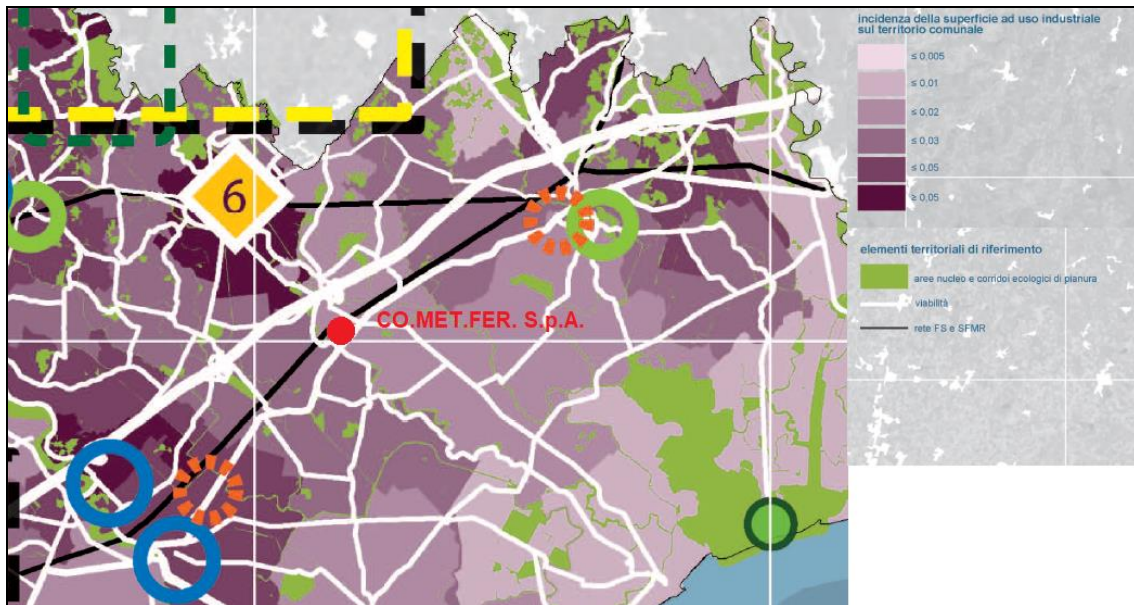 incidenza della superficie ad uso industriale
sul territorio comunale
≤ 0,005
≤ 0,01
≤ 0,02
≤ 0,03
≤ 0,05
≥ 0,05
6
CO.MET.FER. S.p.A.
elementi territoriali di riferimento
aree nucleo e corridoi ecologici di pianura
viabilità
rete FS e SFMR